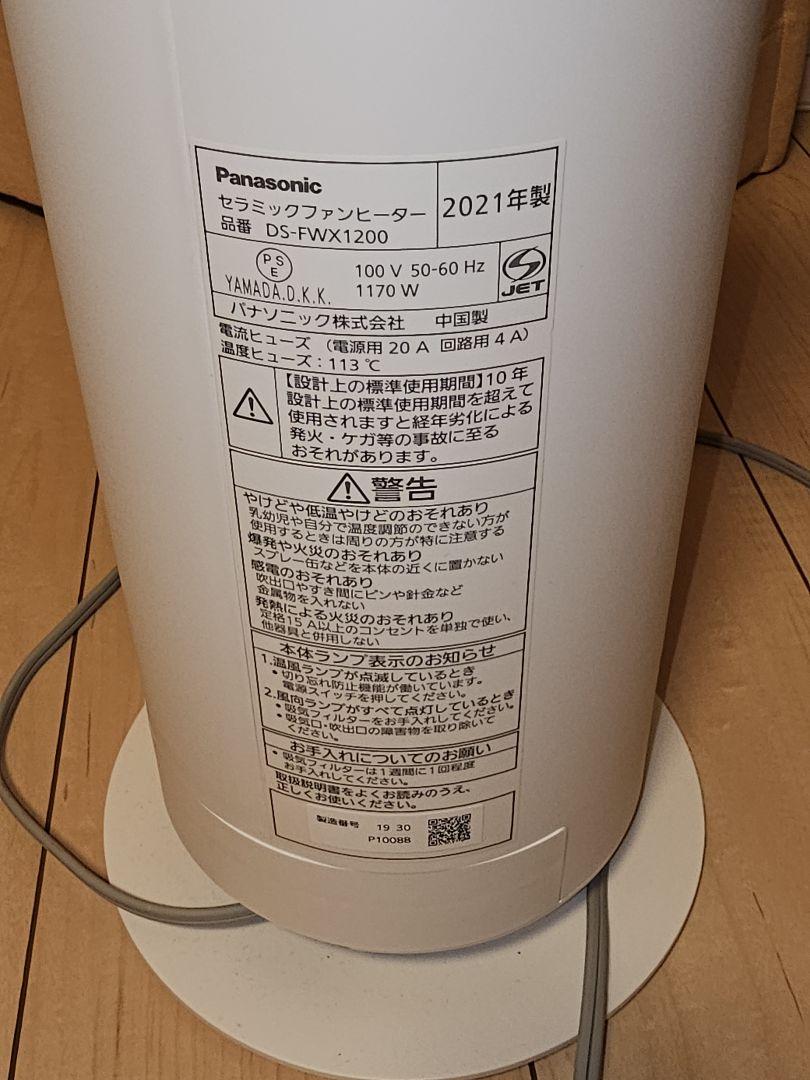 Panasonic
セラミックファンヒーター
品番 DS-FWX1200
2021年製
PSE
YAMADA.D.K.K.
100 V 50-60 Hz
1170 W
JET
パナソニック株式会社 中国製
電流ヒューズ (電源用 20 A 回路用 4 A)
温度ヒューズ:113 ℃
【設計上の標準使用期間】10 年
設計上の標準使用期間を超えて
使用されますと経年劣化による
発火・ケガ等の事故に至る
おそれがあります。
警告
やけどや低温やけどのおそれあり
乳幼児や自分で温度調節のできない方が
使用するときは周りの方が特に注意する
爆発や火災のおそれあり
スプレー缶などを本体の近くに置かない
感電のおそれあり
吹出口やすき間にピンや針金など
金属物を入れない
発熱による火災のおそれあり
定格15 A以上のコンセントを単独で使い、
他器具と併用しない
本体ランプ表示のお知らせ
1.温風ランプが点滅しているとき
•切り忘れ防止機能が働いています。
電源スイッチを押してください。
2.風向ランプがすべて点灯しているとき
•吸気フィルターをお手入れしてください。
•吸気口・吹出口の障害物を取り除いて
ください。
お手入れについてのお願い
•吸気フィルターは1週間に1回程度
お手入れしてください。
取扱説明書をよくお読みのうえ、
正しくお使いください。
製造番号 19 30
P10088